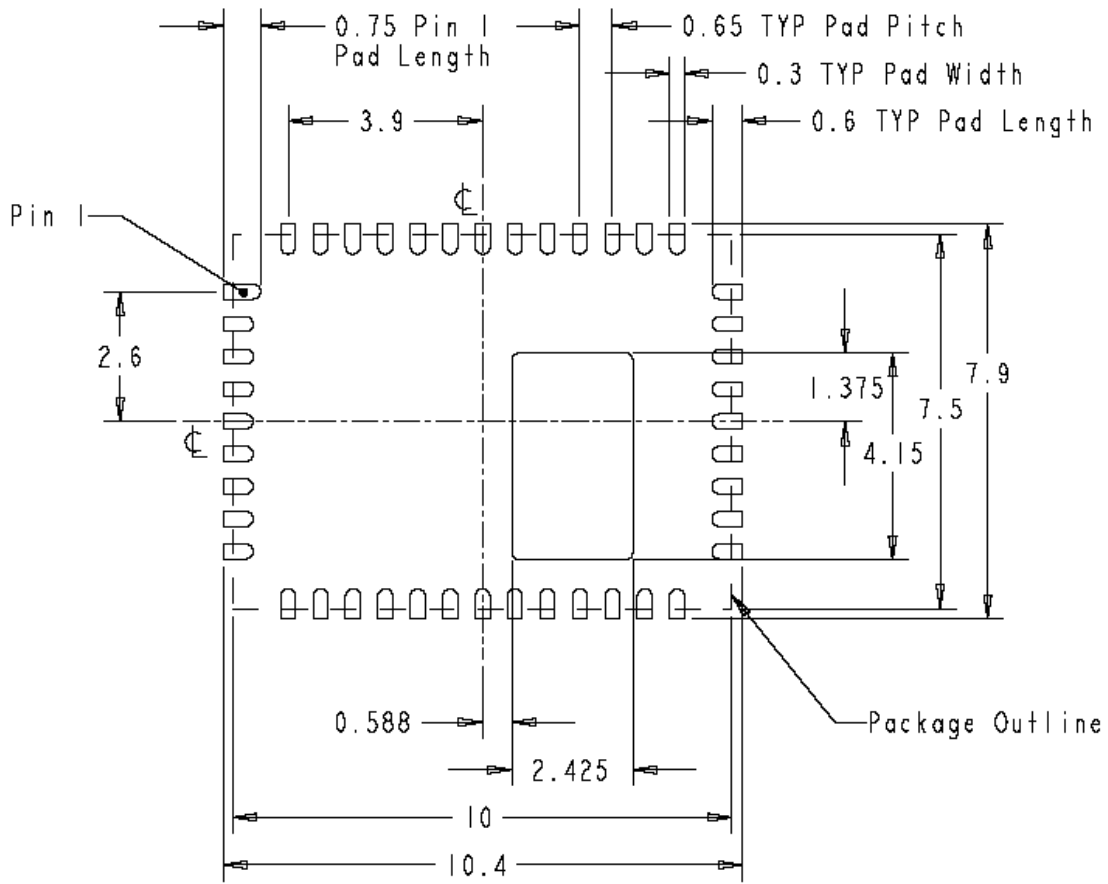 0.75 Pin 1
Pad Length
0.65 TYP Pad Pitch
0.3 TYP Pad Width
3.9
0.6 TYP Pad Length
℄
Pin 1
2.6
1.375
7.9
7.5
℄
4.15
0.588
Package Outline
2.425
10
10.4